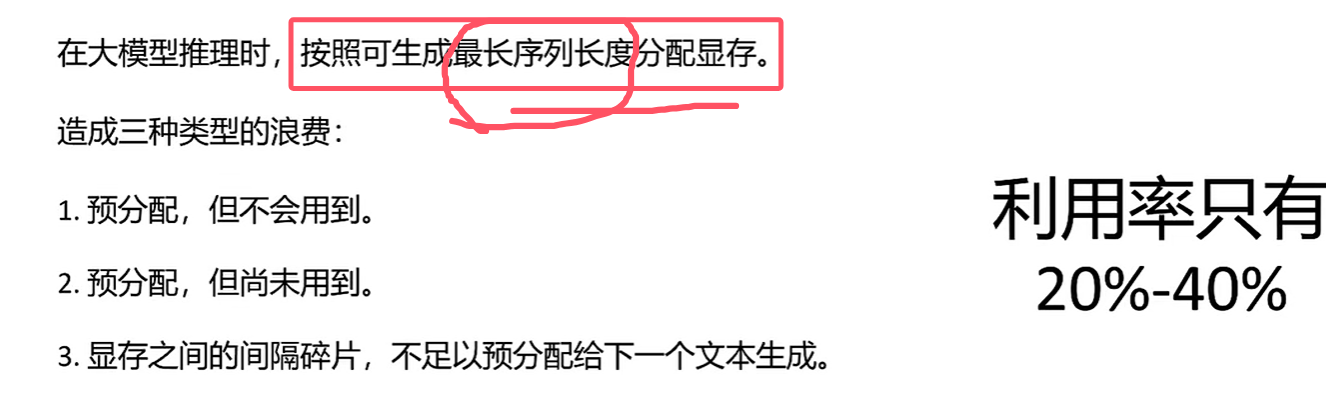 在大模型推理时，按照可生成最长序列长度分配显存。
造成三种类型的浪费：
1. 预分配，但不会用到。
2. 预分配，但尚未用到。
3. 显存之间的间隔碎片，不足以预分配给下一个文本生成。
利用率只有
20%-40%